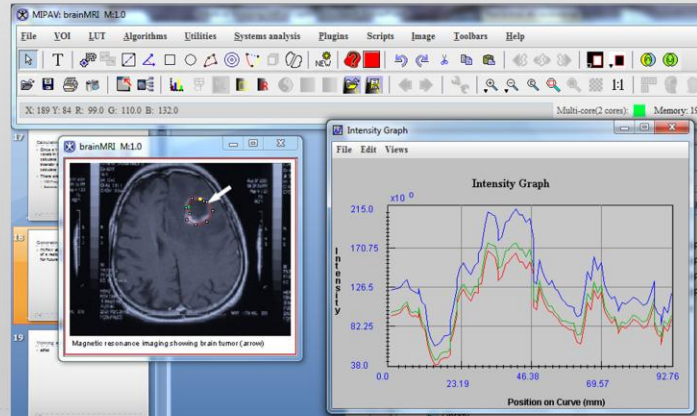 MIPAV: brainMRI M:1.0
File VOI LUT Algorithms Utilities Systems analysis Plugins Scripts Image Toolbars Help
T NEW
1:1
X: 189 Y: 84 R: 99.0 G: 110.0 B: 132.0
Multi-core(2 cores): Memory: 19
17
brainMRI M:1.0
Magnetic resonance imaging showing brain tumor (arrow)
18
19
Intensity Graph
File Edit Views
Intensity Graph
x10 0
215.0
170.75
126.5
82.25
38.0
Intensity
0.0 23.19 46.38 69.57 92.76
Position on Curve (mm)